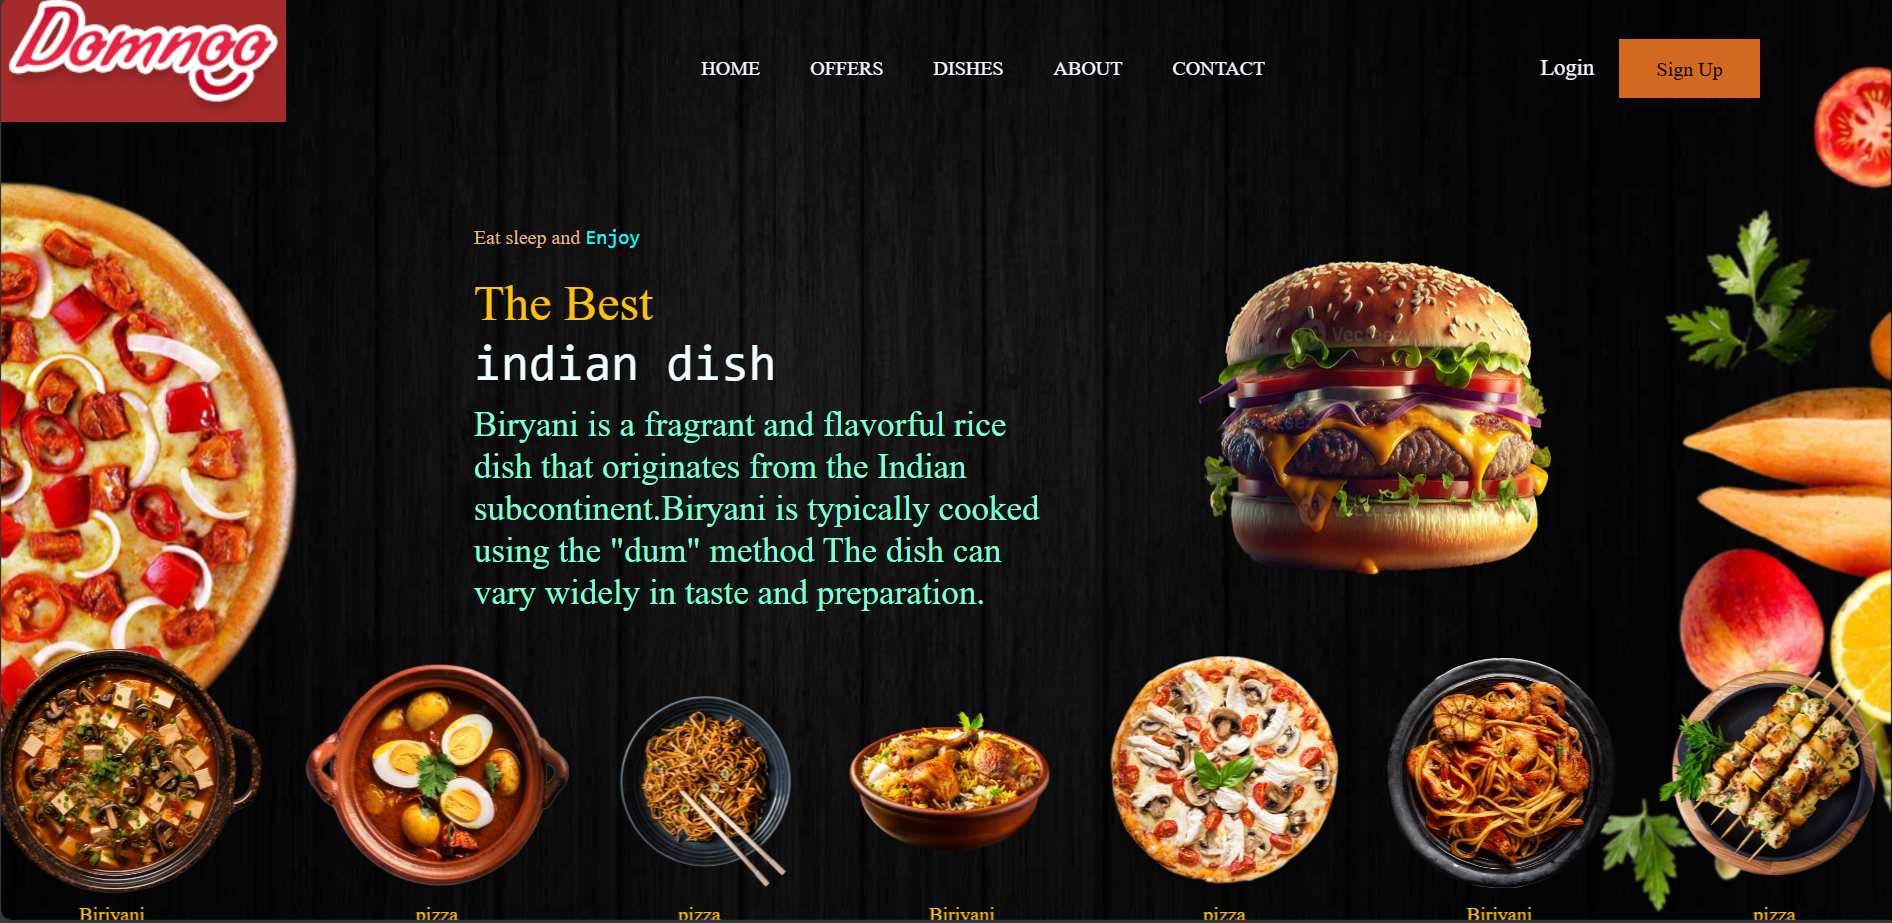 Domnoo
HOME OFFERS DISHES ABOUT CONTACT
Login Sign Up
Eat sleep and Enjoy
The Best
indian dish
Biryani is a fragrant and flavorful rice
dish that originates from the Indian
subcontinent.Biryani is typically cooked
using the "dum" method The dish can
vary widely in taste and preparation.
Biriyani pizza pizza Biriyani pizza Biriyani pizza